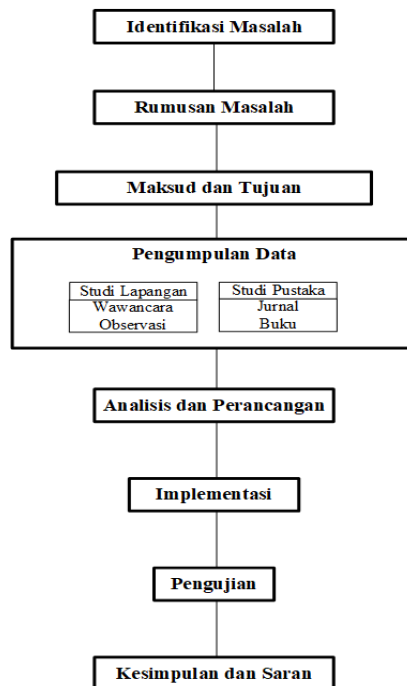 Identifikasi Masalah
Rumusan Masalah
Maksud dan Tujuan
Pengumpulan Data
Studi Lapangan
Wawancara
Observasi
Studi Pustaka
Jurnal
Buku
Analisis dan Perancangan
Implementasi
Pengujian
Kesimpulan dan Saran